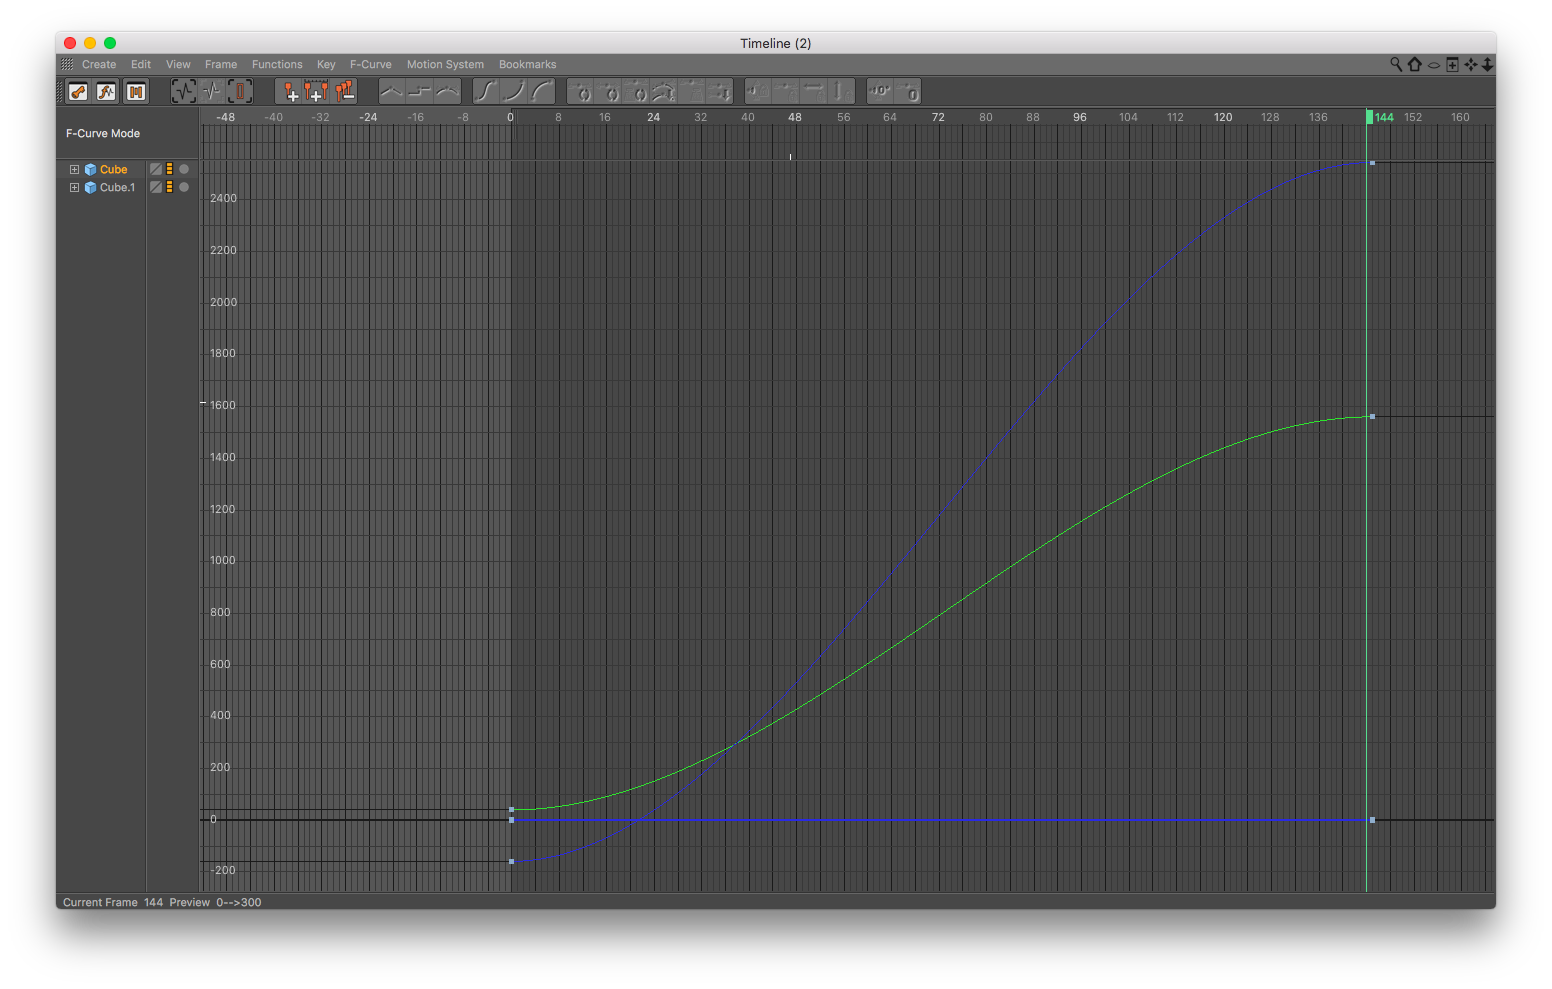 Timeline (2)
Create Edit View Frame Functions Key F-Curve Motion System Bookmarks
F-Curve Mode
-48 -40 -32 -24 -16 -8 0 8 16 24 32 40 48 56 64 72 80 88 96 104 112 120 128 136 144 152 160
Cube
Cube.1
2400
2200
2000
1800
1600
1400
1200
1000
800
600
400
200
0
-200
Current Frame 144 Preview 0-->300